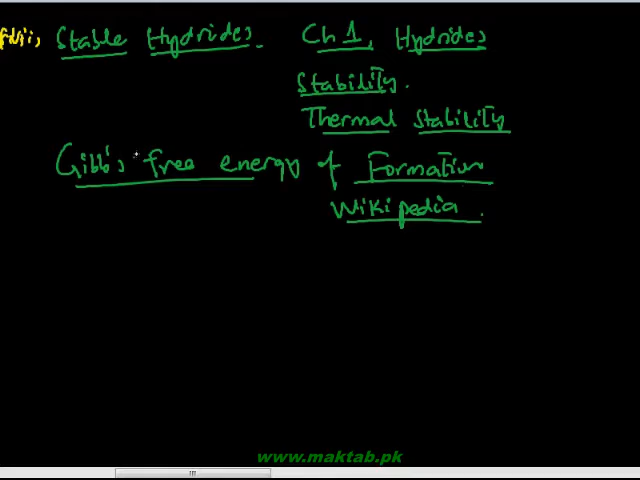 Stable Hydrides. Ch 1, Hydrides
Stability.
Thermal Stability
Gibb's free energy of Formation
Wikipedia.
www.maktab.pk